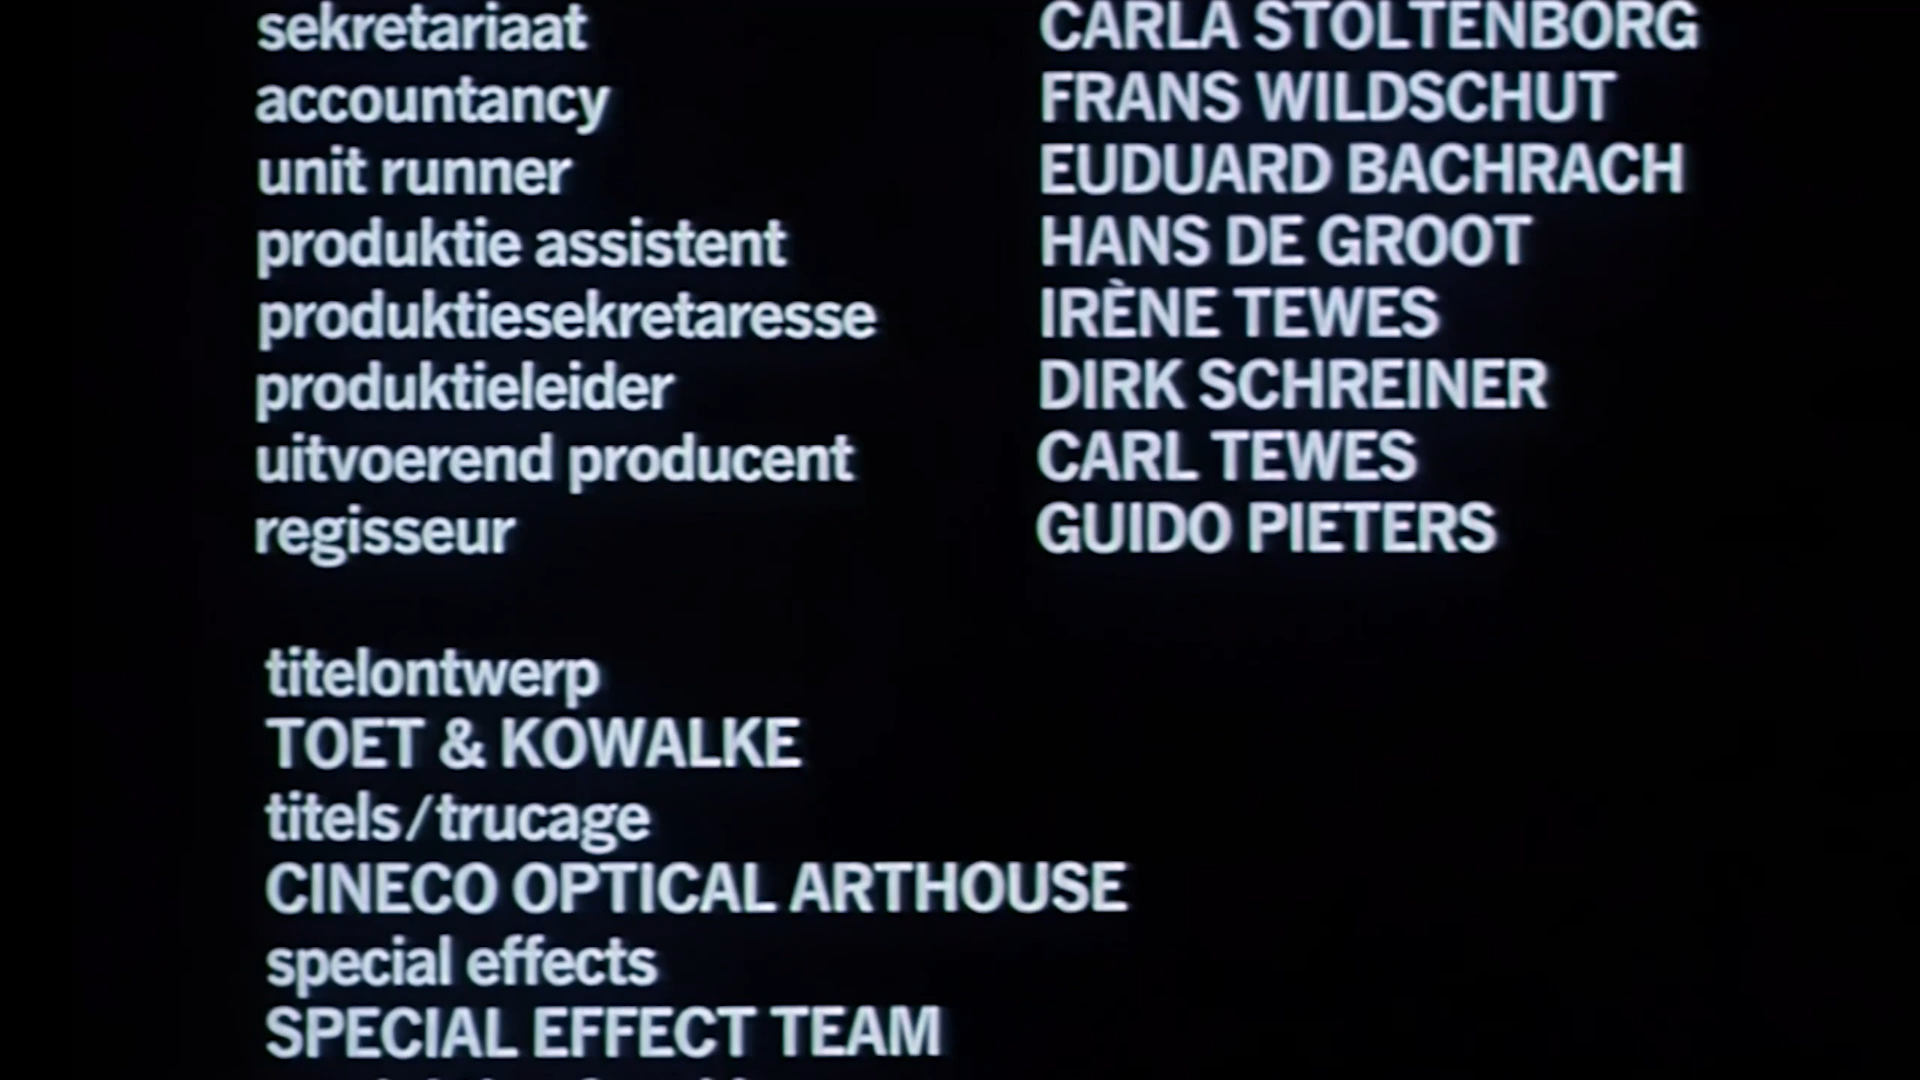 sekretariaat CARLA STOLTENBORG
accountancy FRANS WILDSCHUT
unit runner EUDUARD BACHRACH
produktie assistent HANS DE GROOT
produktiesekretaresse IRÈNE TEWES
produktieleider DIRK SCHREINER
uitvoerend producent CARL TEWES
regisseur GUIDO PIETERS
titelontwerp
TOET & KOWALKE
titels/trucage
CINECO OPTICAL ARTHOUSE
special effects
SPECIAL EFFECT TEAM